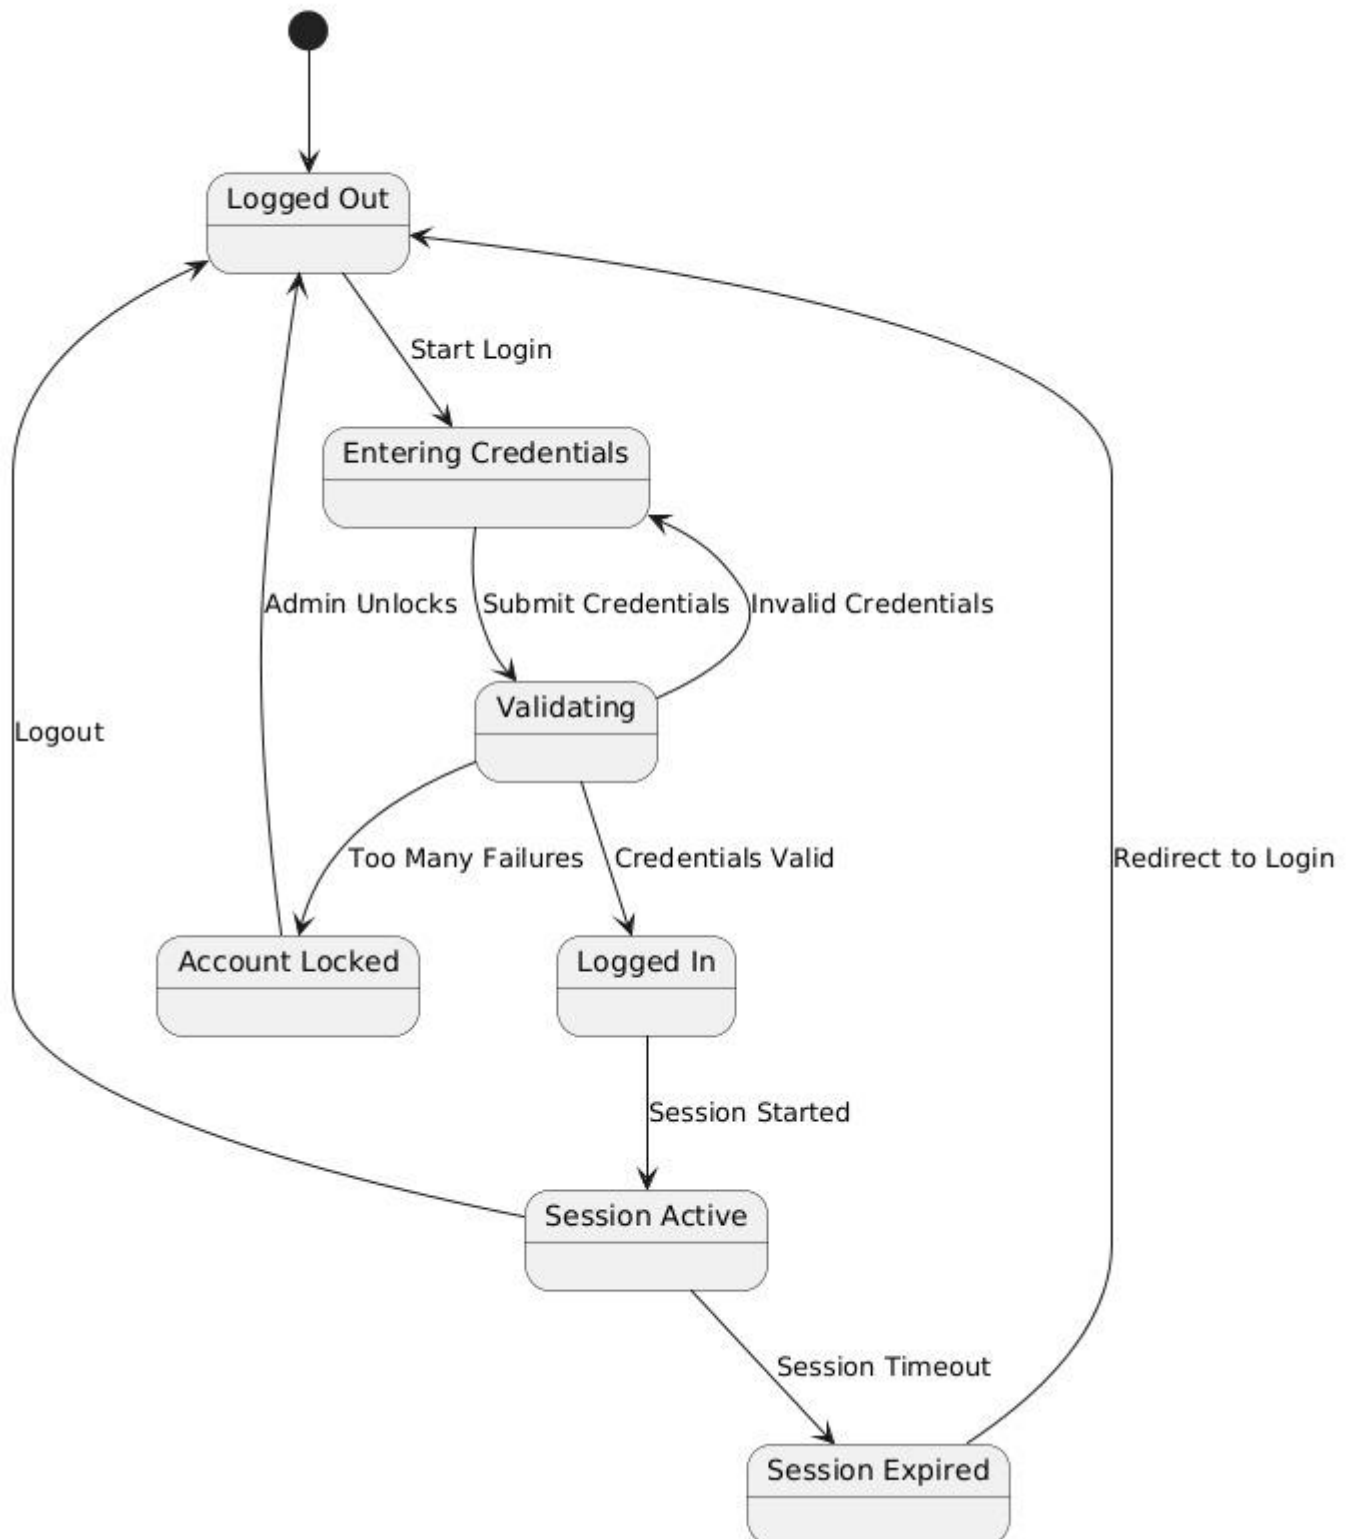 Logged Out
Start Login
Entering Credentials
Admin Unlocks
Submit Credentials
Invalid Credentials
Validating
Logout
Too Many Failures
Credentials Valid
Redirect to Login
Account Locked
Logged In
Session Started
Session Active
Session Timeout
Session Expired